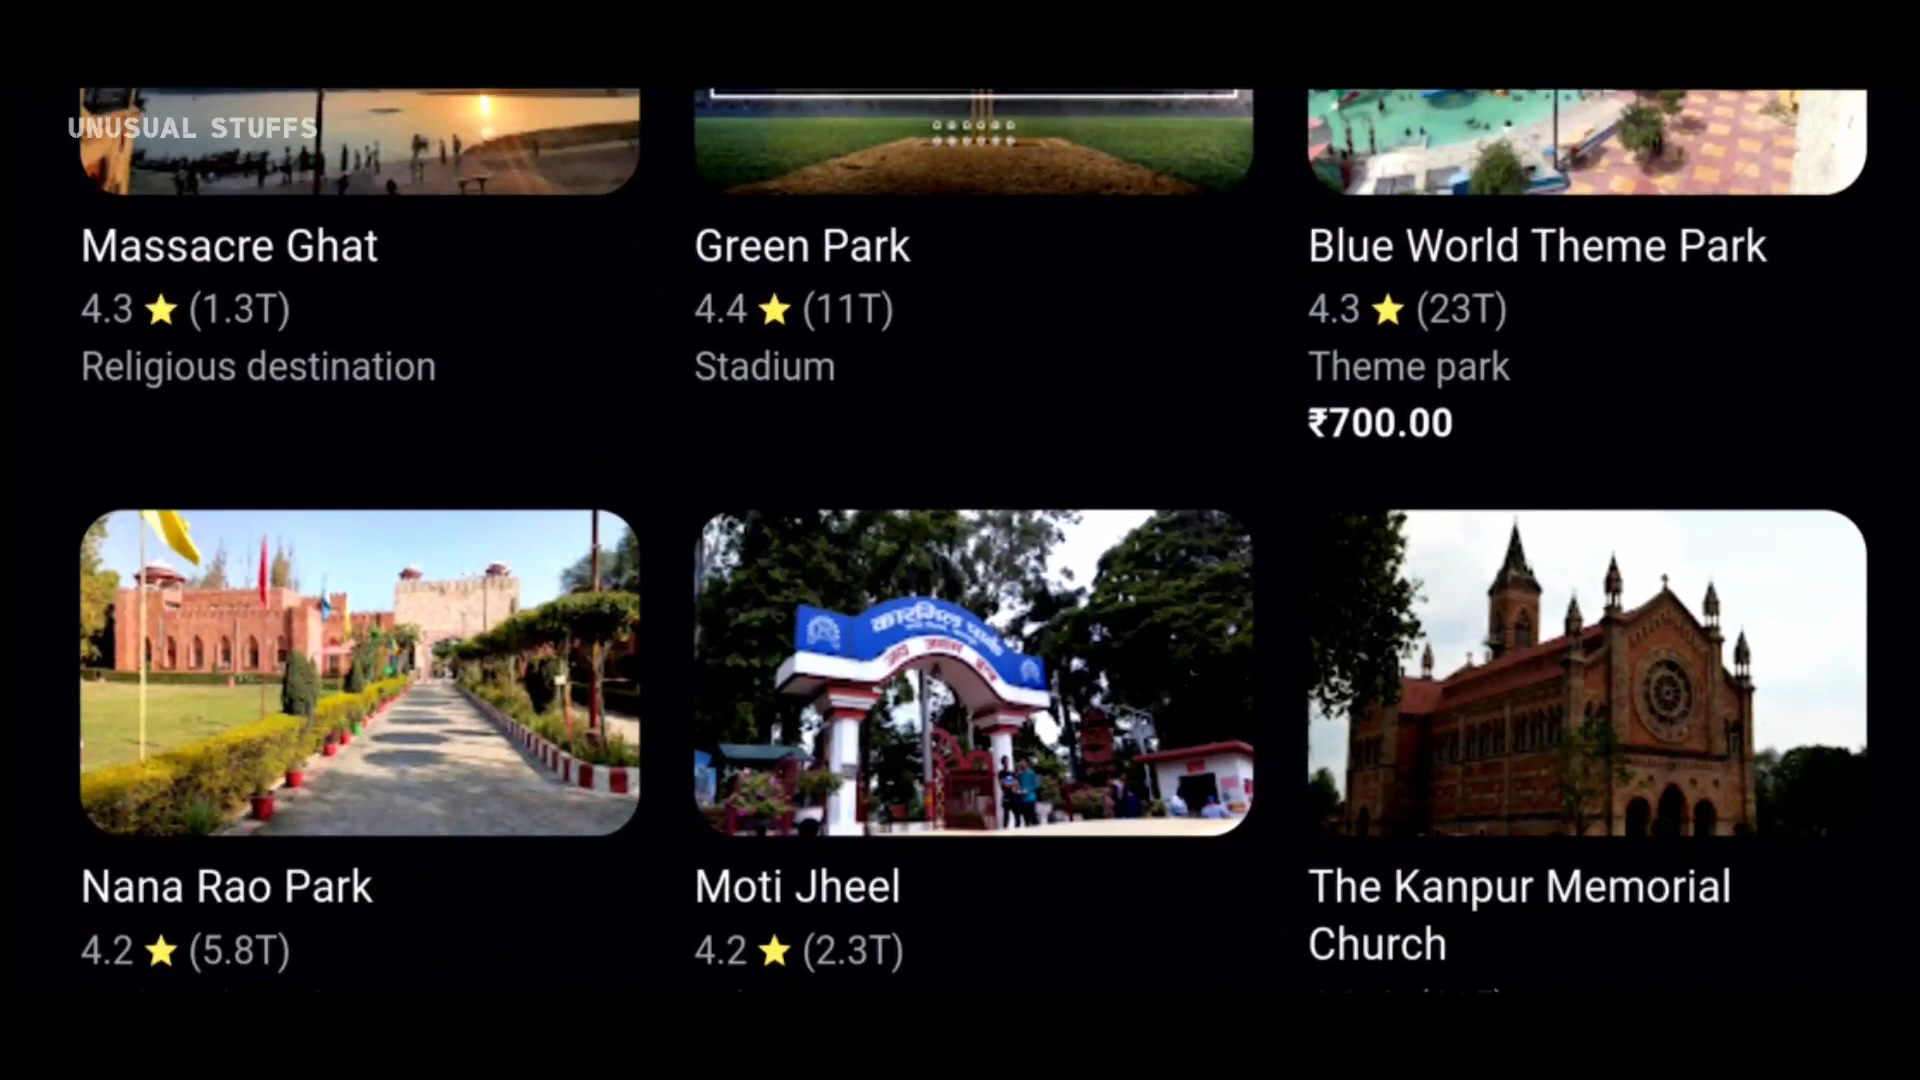 UNUSUAL STUFFS
Massacre Ghat
4.3 ★ (1.3T)
Religious destination
Green Park
4.4 ★ (11T)
Stadium
Blue World Theme Park
4.3 ★ (23T)
Theme park
₹700.00
कारगिल पार्क
Nana Rao Park
4.2 ★ (5.8T)
Moti Jheel
4.2 ★ (2.3T)
The Kanpur Memorial
Church